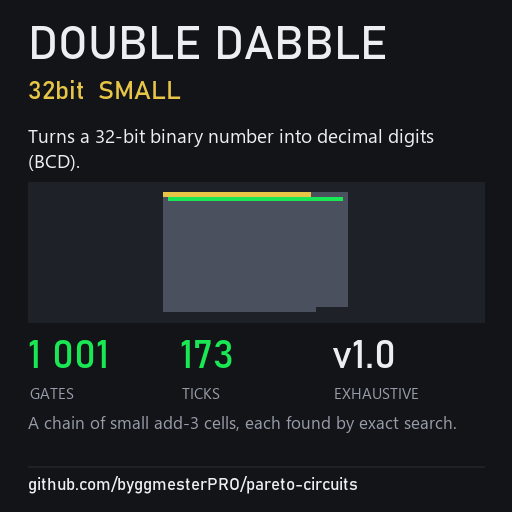 DOUBLE DABBLE
32bit SMALL
Turns a 32-bit binary number into decimal digits
(BCD).
1 001 173 v1.0
GATES TICKS EXHAUSTIVE
A chain of small add-3 cells, each found by exact search.
github.com/byggmesterPRO/pareto-circuits